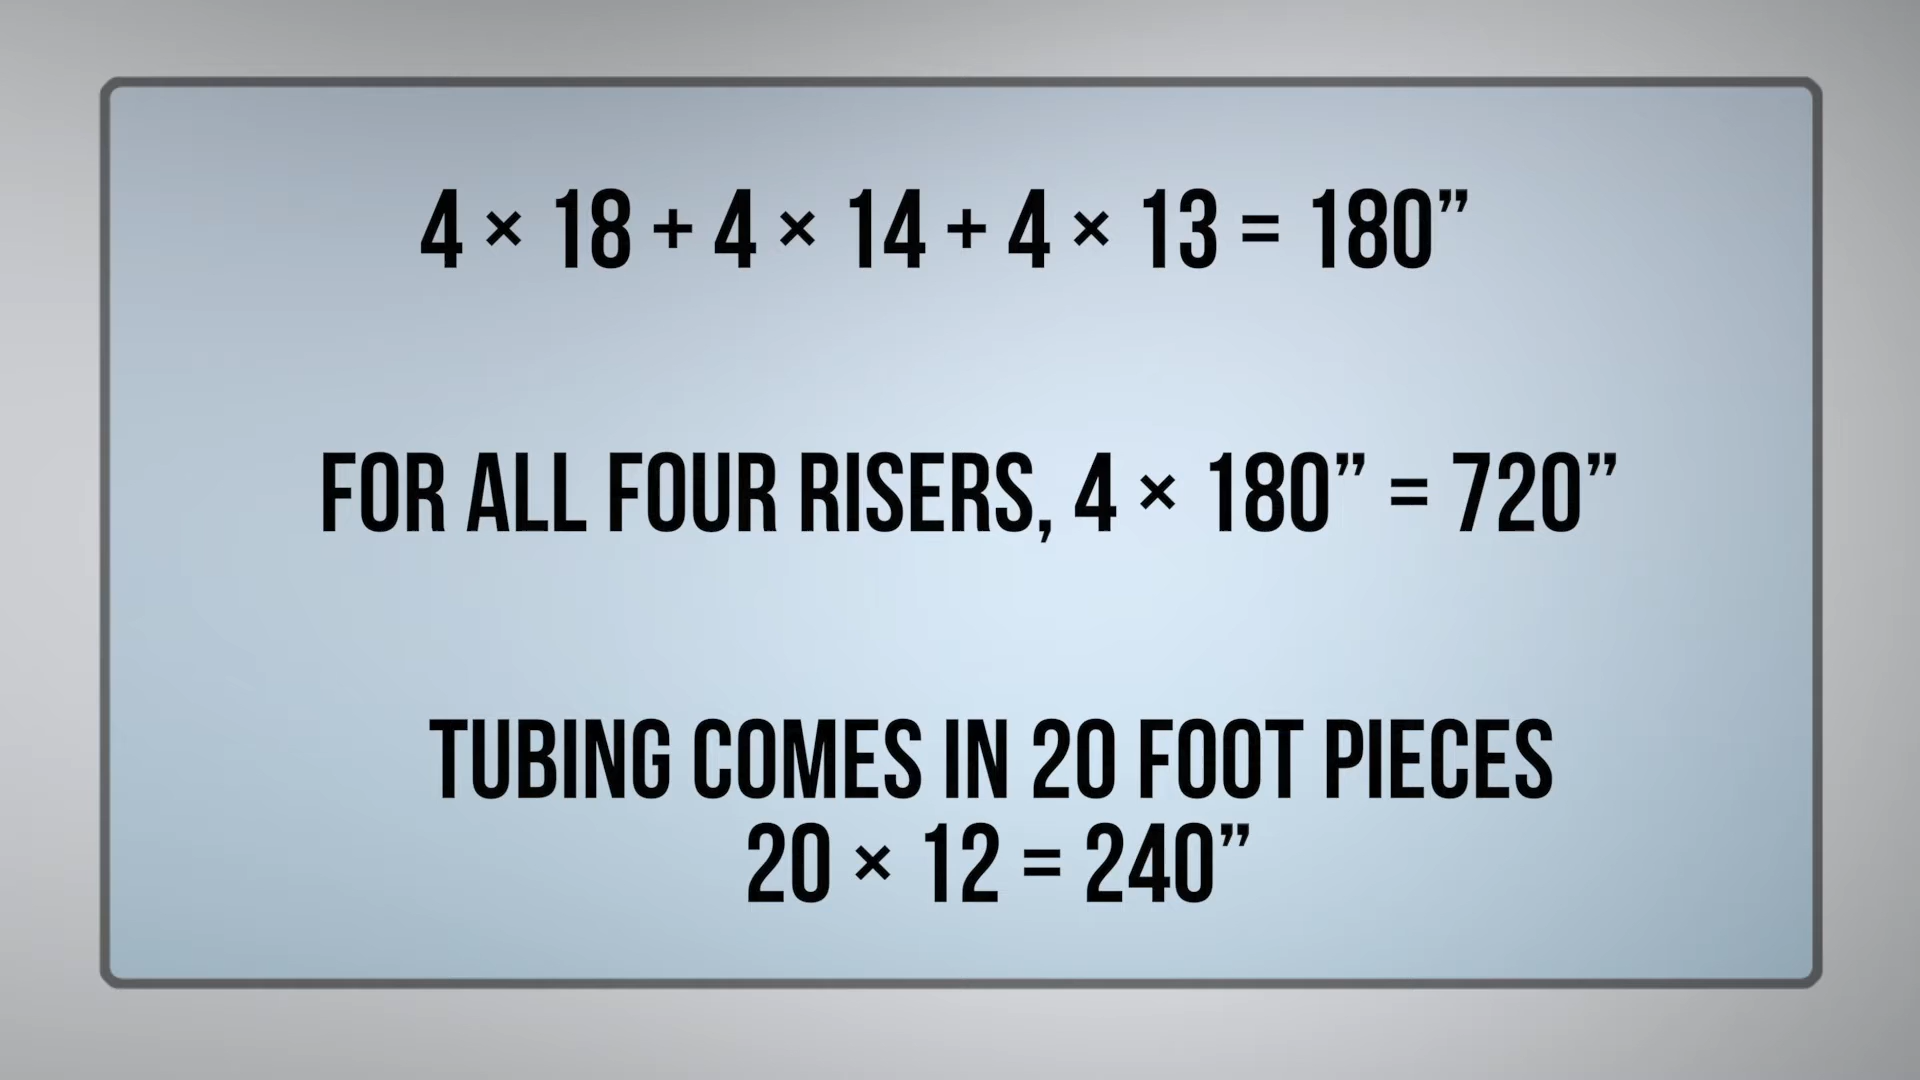 4 × 18 + 4 × 14 + 4 × 13 = 180”
FOR ALL FOUR RISERS, 4 × 180” = 720”
TUBING COMES IN 20 FOOT PIECES
20 × 12 = 240”